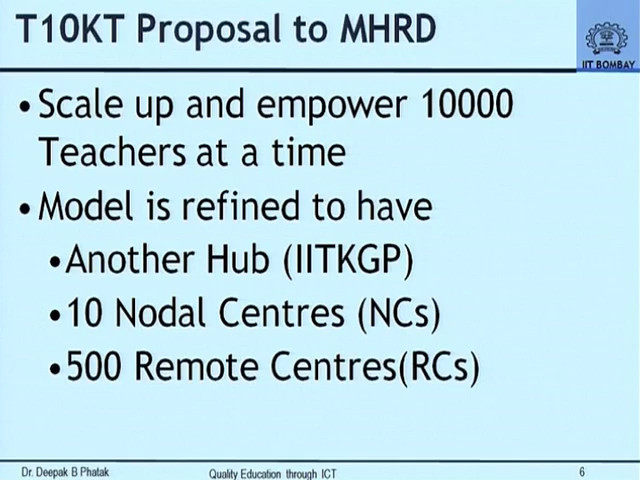 T10KT Proposal to MHRD
IIT BOMBAY
•Scale up and empower 10000
Teachers at a time
•Model is refined to have
•Another Hub (IITKGP)
•10 Nodal Centres (NCs)
•500 Remote Centres(RCs)
Dr. Deepak B Phatak
Quality Education through ICT
6